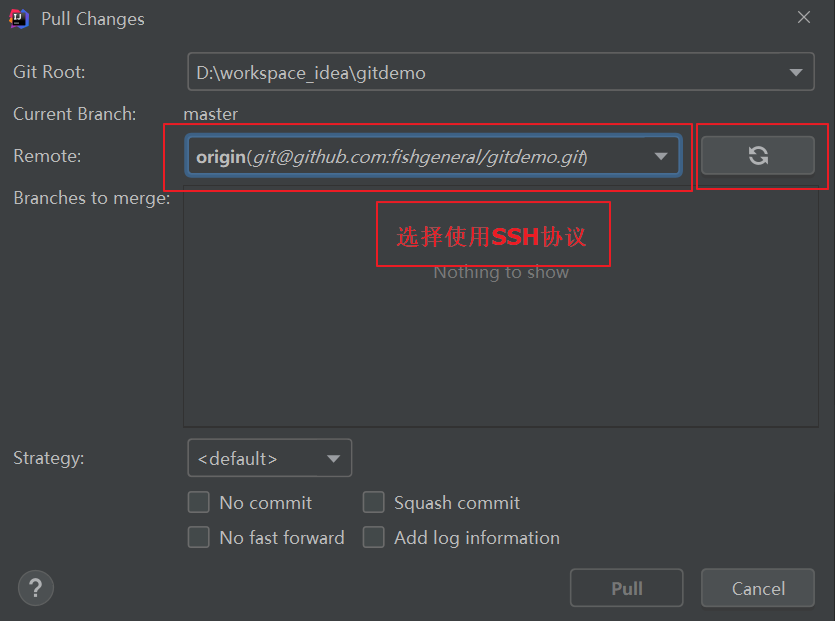 Pull Changes
Git Root:
D:\workspace_idea\gitdemo
Current Branch:
master
Remote:
origin(git@github.com:fishgeneral/gitdemo.git)
Branches to merge:
选择使用SSH协议
Nothing to show
Strategy:
<default>
No commit
Squash commit
No fast forward
Add log information
?
Pull
Cancel